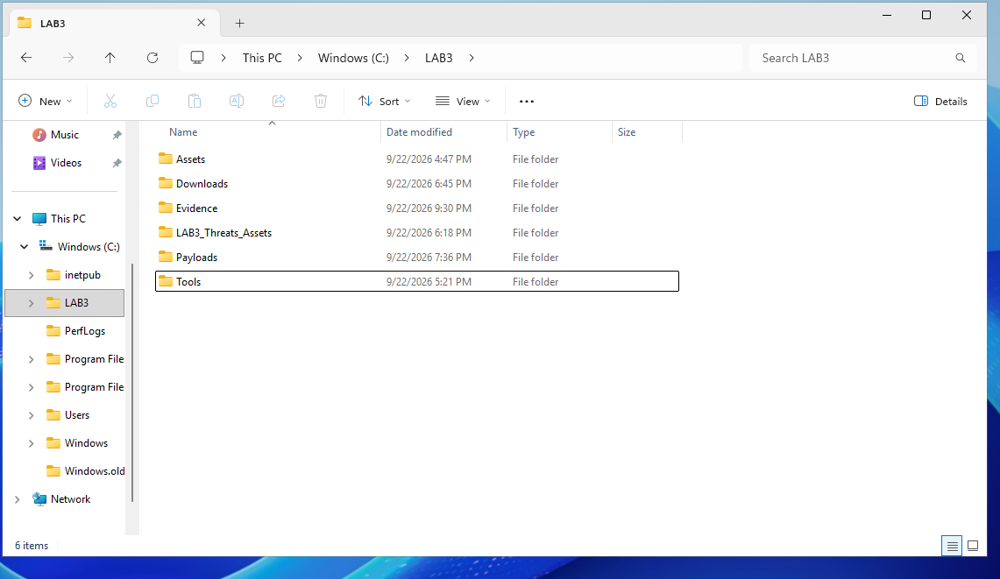 LAB3
This PC Windows (C:) LAB3
Search LAB3
New Sort View Details
Music
Videos
This PC
Windows (C:)
inetpub
LAB3
PerfLogs
Program File
Program File
Users
Windows
Windows.old
Network
Name Date modified Type Size
Assets 9/22/2026 4:47 PM File folder
Downloads 9/22/2026 6:45 PM File folder
Evidence 9/22/2026 9:30 PM File folder
LAB3_Threats_Assets 9/22/2026 6:18 PM File folder
Payloads 9/22/2026 7:36 PM File folder
Tools 9/22/2026 5:21 PM File folder
6 items